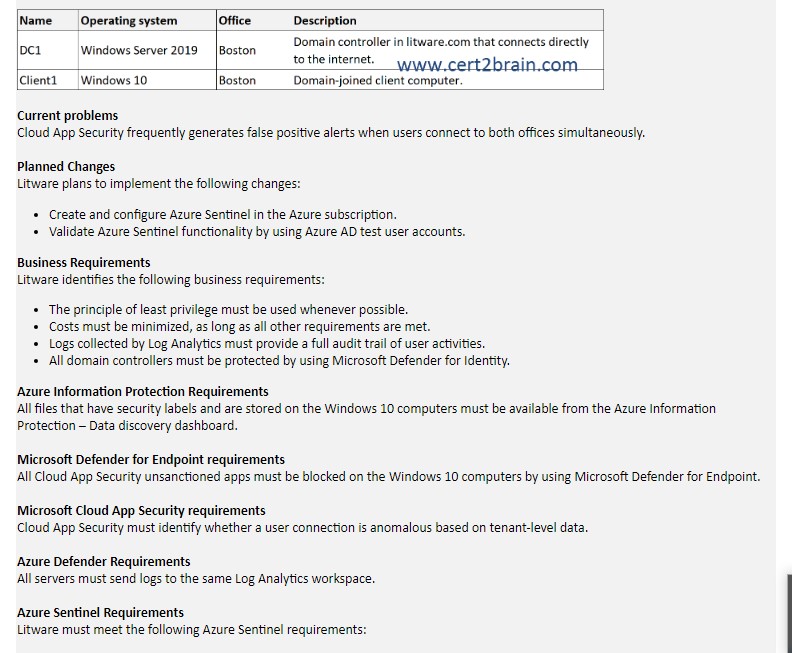 Name Operating system Office Description
DC1 Windows Server 2019 Boston Domain controller in litware.com that connects directly
to the internet.
www.cert2brain.com
Client1 Windows 10 Boston Domain-joined client computer.
Current problems
Cloud App Security frequently generates false positive alerts when users connect to both offices simultaneously.
Planned Changes
Litware plans to implement the following changes:
• Create and configure Azure Sentinel in the Azure subscription.
• Validate Azure Sentinel functionality by using Azure AD test user accounts.
Business Requirements
Litware identifies the following business requirements:
• The principle of least privilege must be used whenever possible.
• Costs must be minimized, as long as all other requirements are met.
• Logs collected by Log Analytics must provide a full audit trail of user activities.
• All domain controllers must be protected by using Microsoft Defender for Identity.
Azure Information Protection Requirements
All files that have security labels and are stored on the Windows 10 computers must be available from the Azure Information
Protection – Data discovery dashboard.
Microsoft Defender for Endpoint requirements
All Cloud App Security unsanctioned apps must be blocked on the Windows 10 computers by using Microsoft Defender for Endpoint.
Microsoft Cloud App Security requirements
Cloud App Security must identify whether a user connection is anomalous based on tenant-level data.
Azure Defender Requirements
All servers must send logs to the same Log Analytics workspace.
Azure Sentinel Requirements
Litware must meet the following Azure Sentinel requirements: